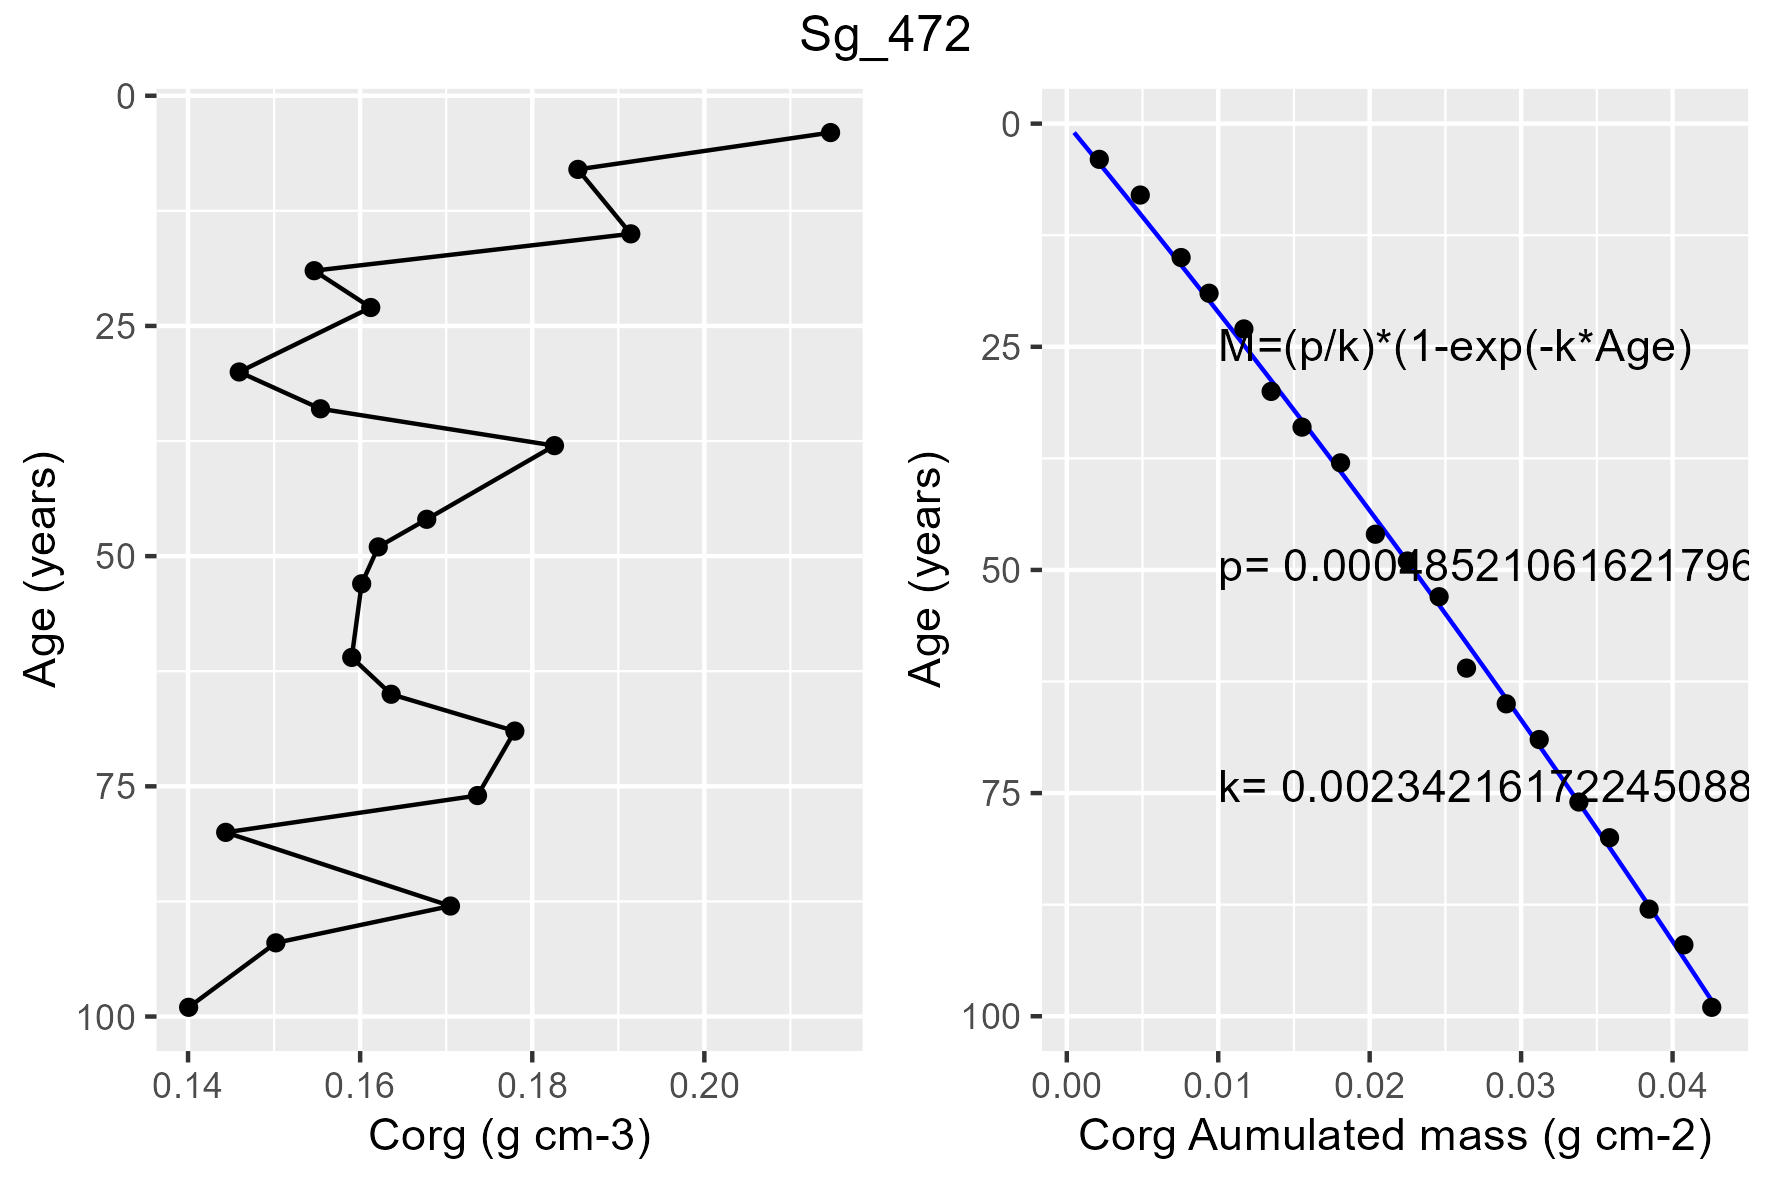 Sg_472
0
25
50
75
100
Age (years)
0.14 0.16 0.18 0.20
Corg (g cm-3)
0
25
50
75
100
Age (years)
M=(p/k)*(1-exp(-k*Age)
p= 0.000485210616217 96
k= 0.00234216172245088
0.00 0.01 0.02 0.03 0.04
Corg Aumulated mass (g cm-2)